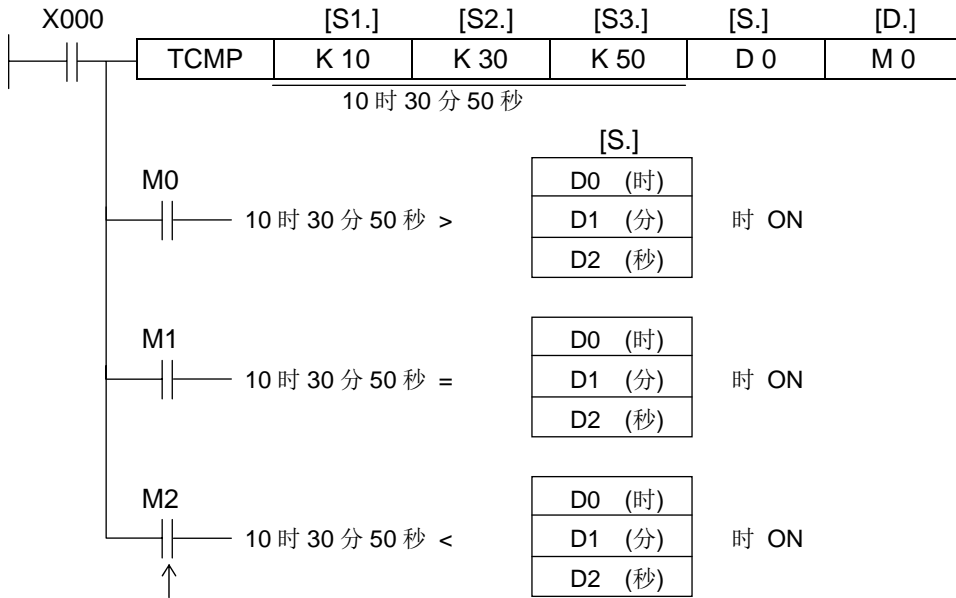 X000 [S1.] [S2.] [S3.] [S.] [D.]
TCMP K 10 K 30 K 50 D 0 M 0
10 时 30 分 50 秒
[S.]
M0
D0 (时)
10 时 30 分 50 秒 > D1 (分) 时 ON
D2 (秒)
M1
D0 (时)
10 时 30 分 50 秒 = D1 (分) 时 ON
D2 (秒)
M2
D0 (时)
10 时 30 分 50 秒 < D1 (分) 时 ON
D2 (秒)